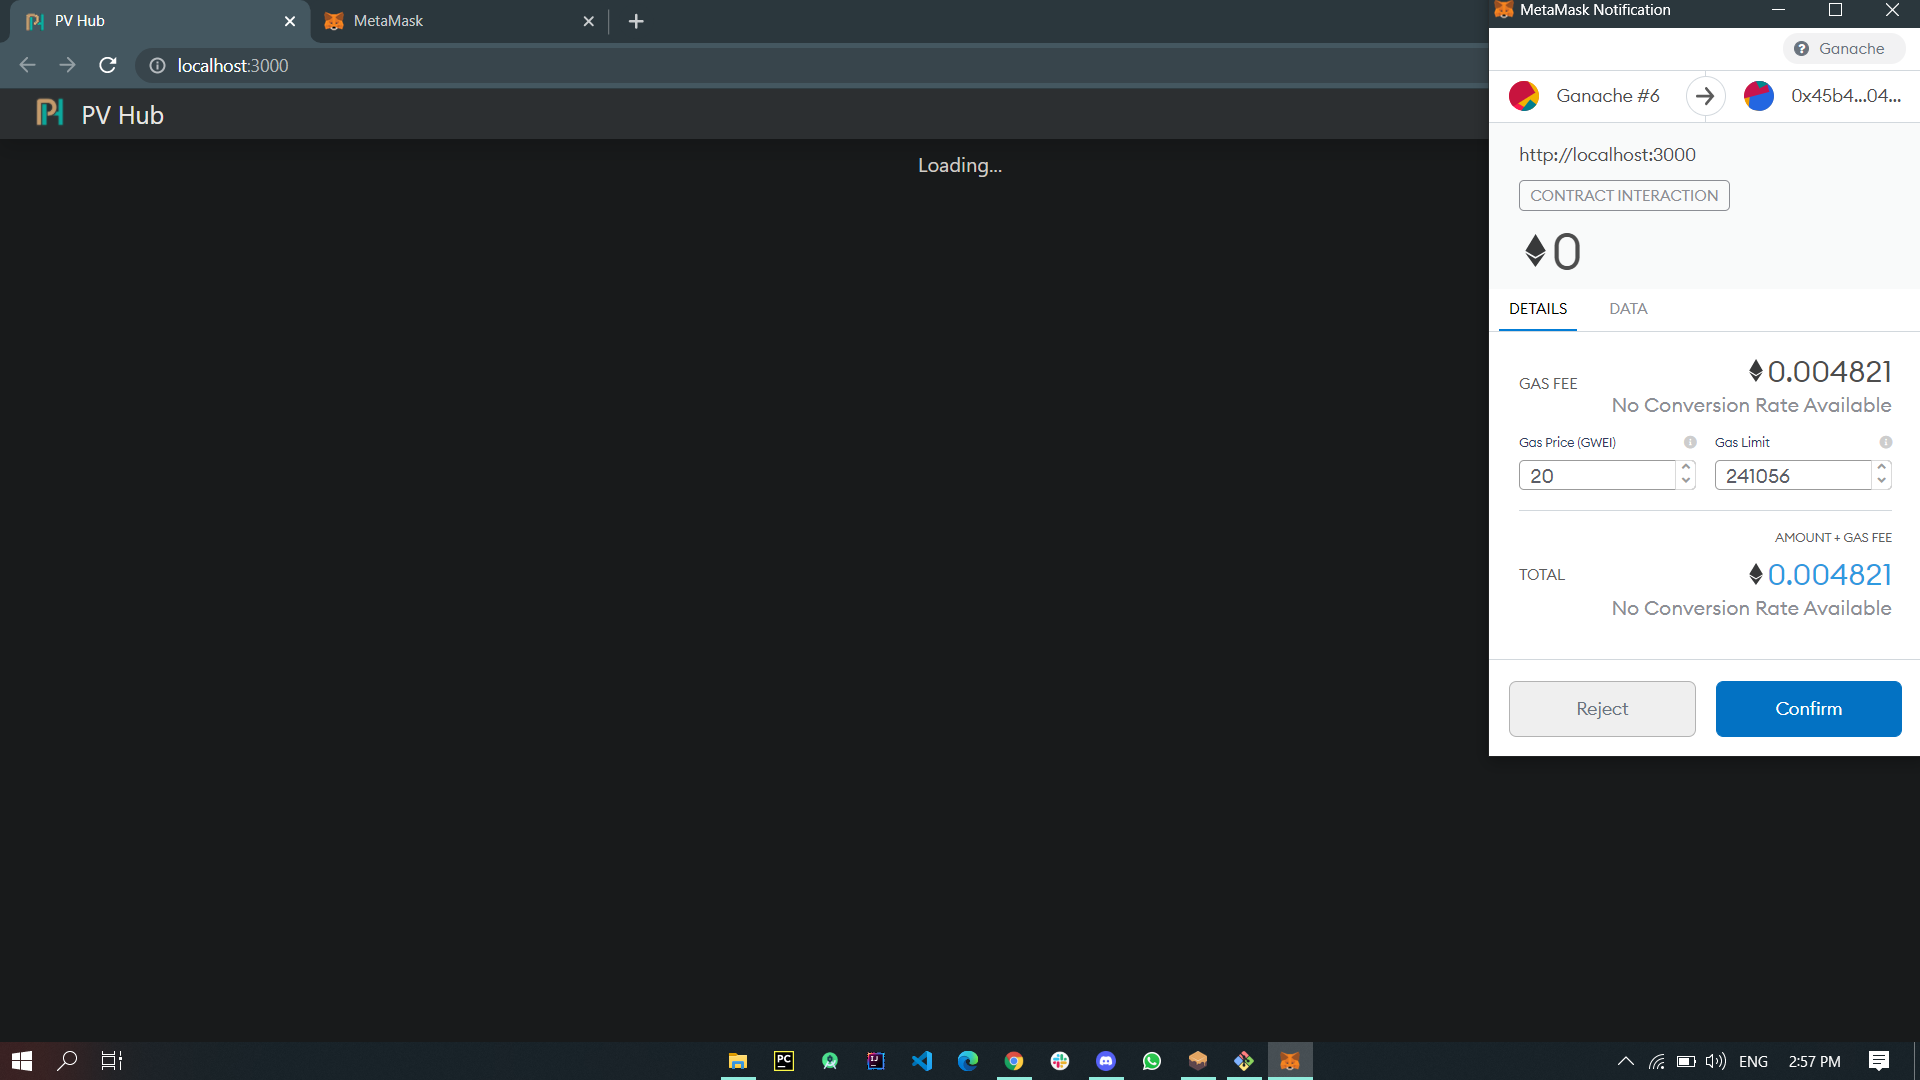 PV Hub
MetaMask
MetaMask Notification
localhost:3000
Ganache
PV Hub
Ganache #6
0x45b4...04...
Loading...
http://localhost:3000
CONTRACT INTERACTION
0
DETAILS
DATA
GAS FEE
0.004821
No Conversion Rate Available
Gas Price (GWEI)
Gas Limit
20
241056
AMOUNT + GAS FEE
TOTAL
0.004821
No Conversion Rate Available
Reject
Confirm
PC
IJ
ENG
2:57 PM